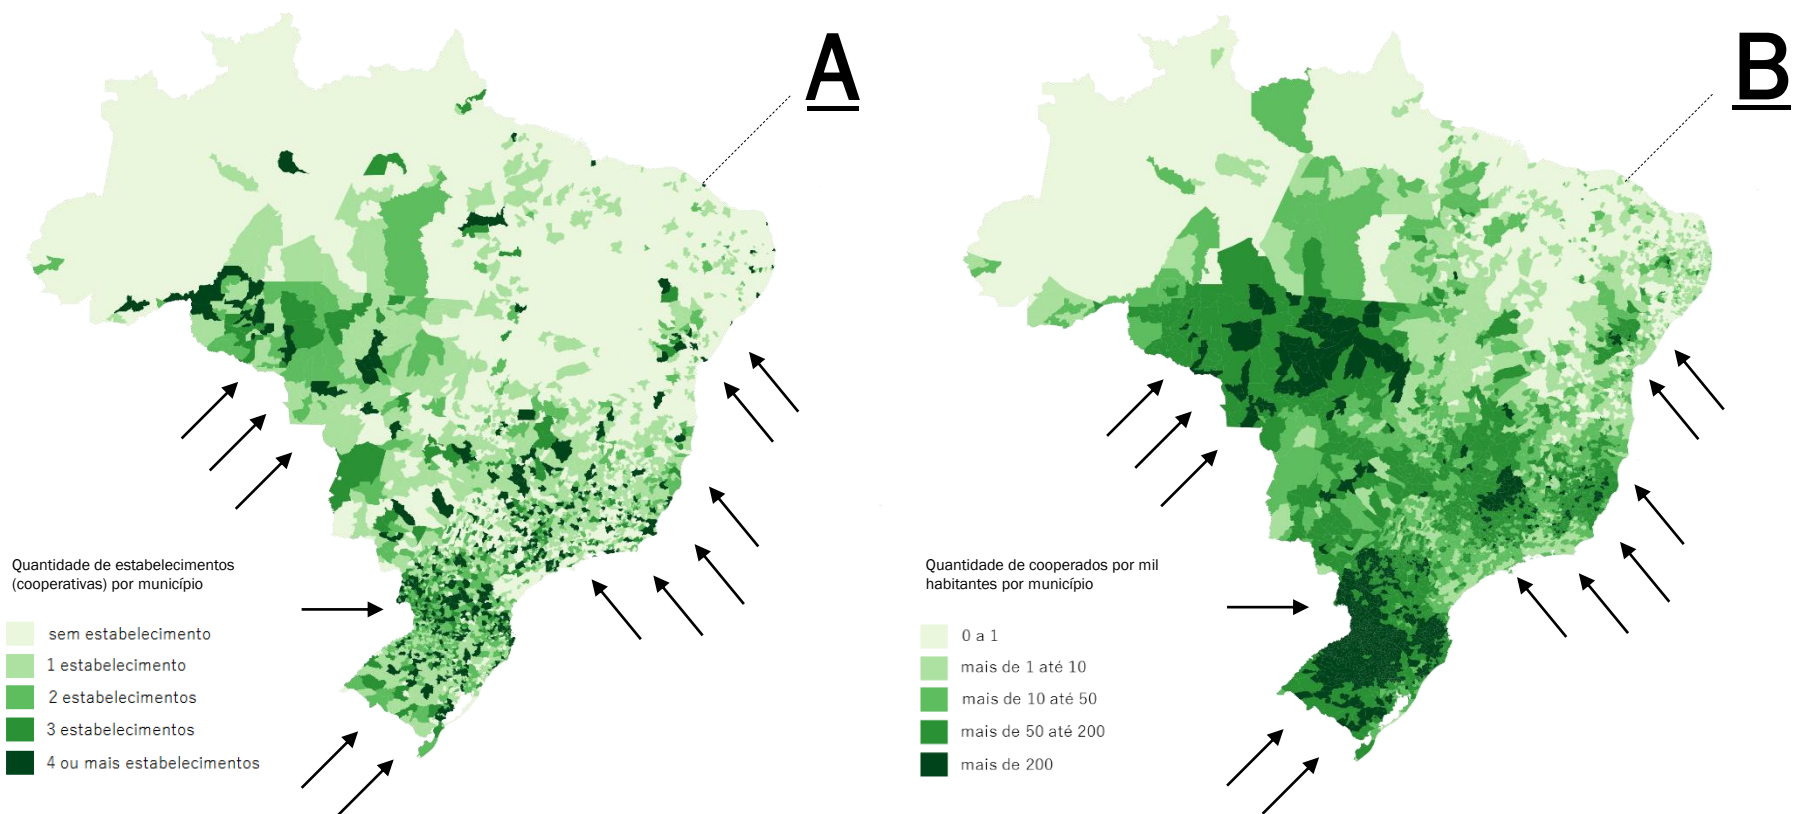 A
B
Quantidade de estabelecimentos
(cooperativas) por município
sem estabelecimento
1 estabelecimento
2 estabelecimentos
3 estabelecimentos
4 ou mais estabelecimentos
Quantidade de cooperados por mil
habitantes por município
0 a 1
mais de 1 até 10
mais de 10 até 50
mais de 50 até 200
mais de 200